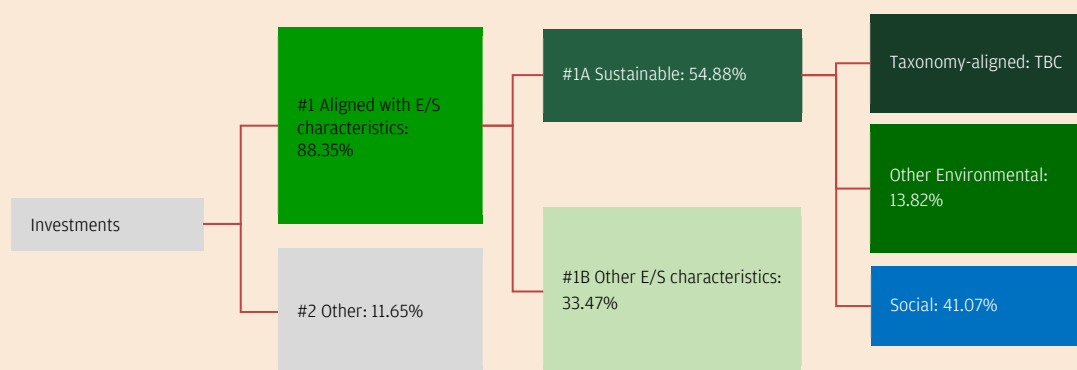 Investments
#1 Aligned with E/S
characteristics:
88.35%
#2 Other: 11.65%
#1A Sustainable: 54.88%
#1B Other E/S characteristics:
33.47%
Taxonomy-aligned: TBC
Other Environmental:
13.82%
Social: 41.07%